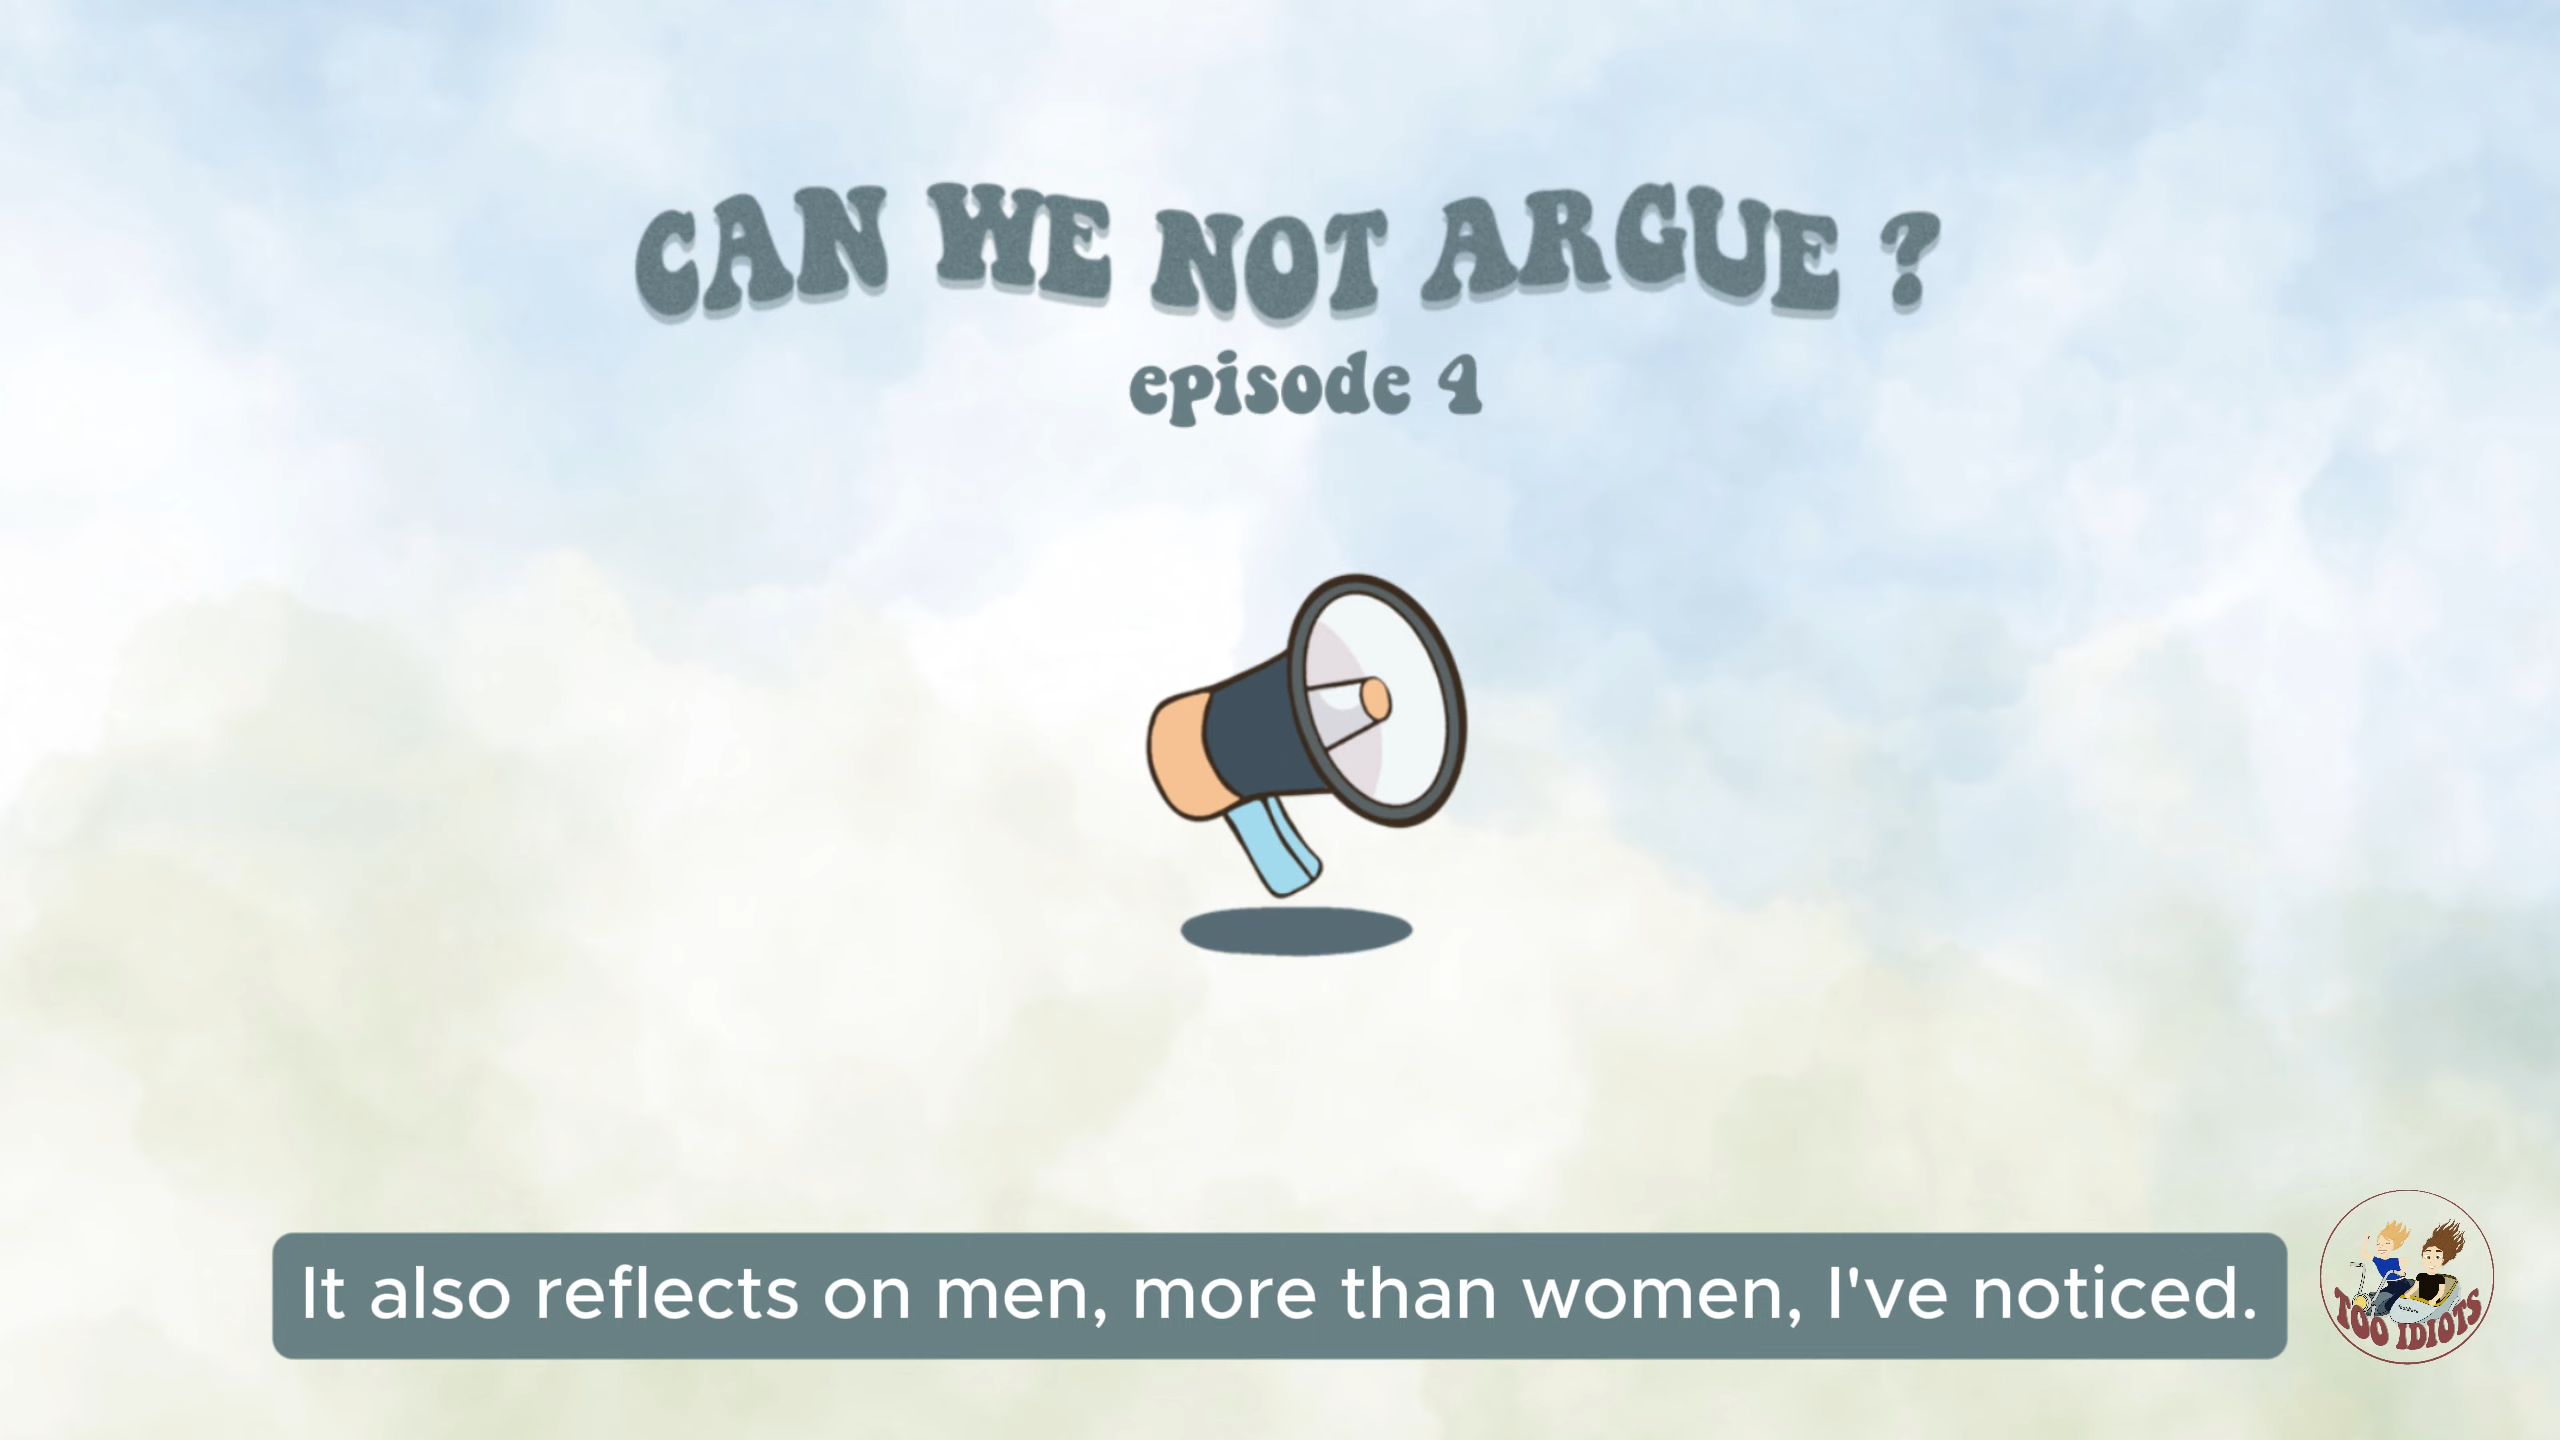 CAN WE NOT ARGUE ?
episode 4
It also reflects on men, more than women, I've noticed.
TOO IDIOTS